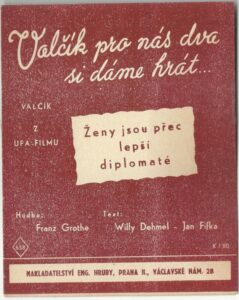 Valčík pro nás dva
si dáme hrát...
VALČÍK
Z
UFA-FILMU
Ženy jsou přec
lepší
diplomaté
Hudba: Text:
Franz Grothe Willy Dehmel - Jan Fifka
NAKLADATELSTVÍ ENG. HRUBY, PRAHA II., VÁCLAVSKÉ NÁM. 28